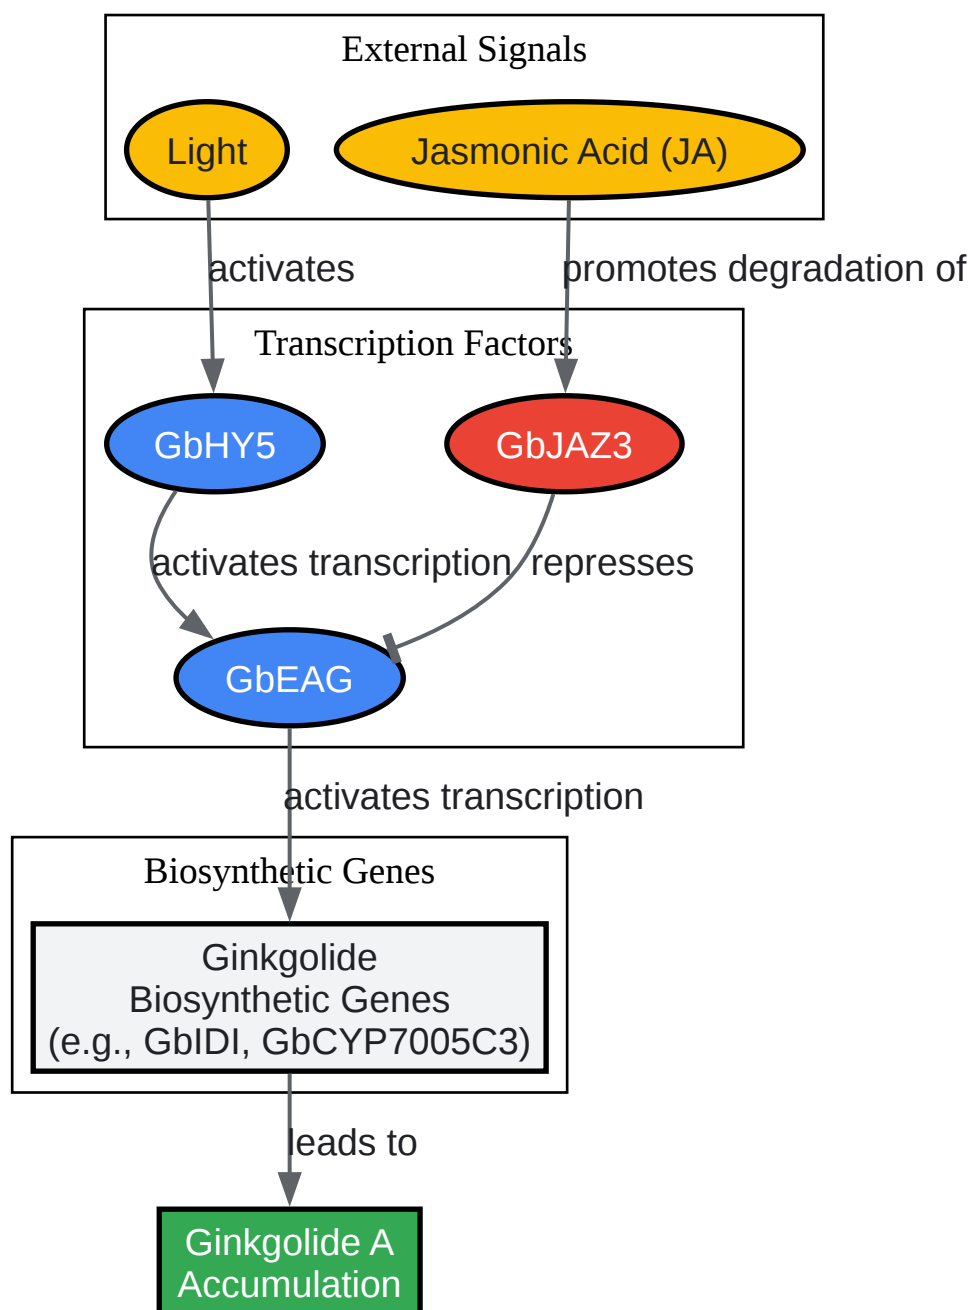 External Signals
Light
Jasmonic Acid (JA)
activates
promotes degradation of
Transcription Factors
GbHY5
GbJAZ3
activates transcription
represses
GbEAG
activates transcription
Biosynthetic Genes
Ginkgolide
Biosynthetic Genes
(e.g., GbIDI, GbCYP7005C3)
leads to
Ginkgolide A
Accumulation